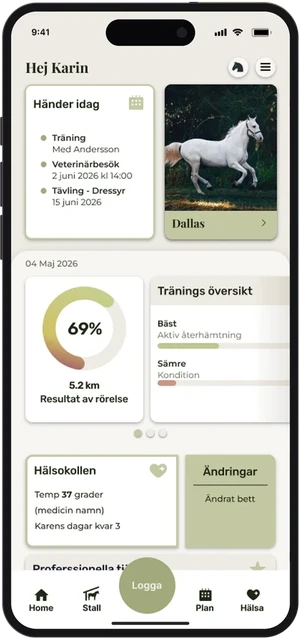 9:41
Hej Karin
Händer idag
Träning
Med Andersson
Veterinärbesök
2 juni 2026 kl 14:00
Tävling - Dressyr
15 juni 2026
Dallas
04 Maj 2026
69%
5.2 km
Resultat av rörelse
Tränings översikt
Bäst
Aktiv återhämtning
Sämre
Kondition
Hälsokollen
Temp 37 grader
(medicin namn)
Karens dagar kvar 3
Ändringar
Ändrat bett
Professionella
Home
Stall
Logga
Plan
Hälsa